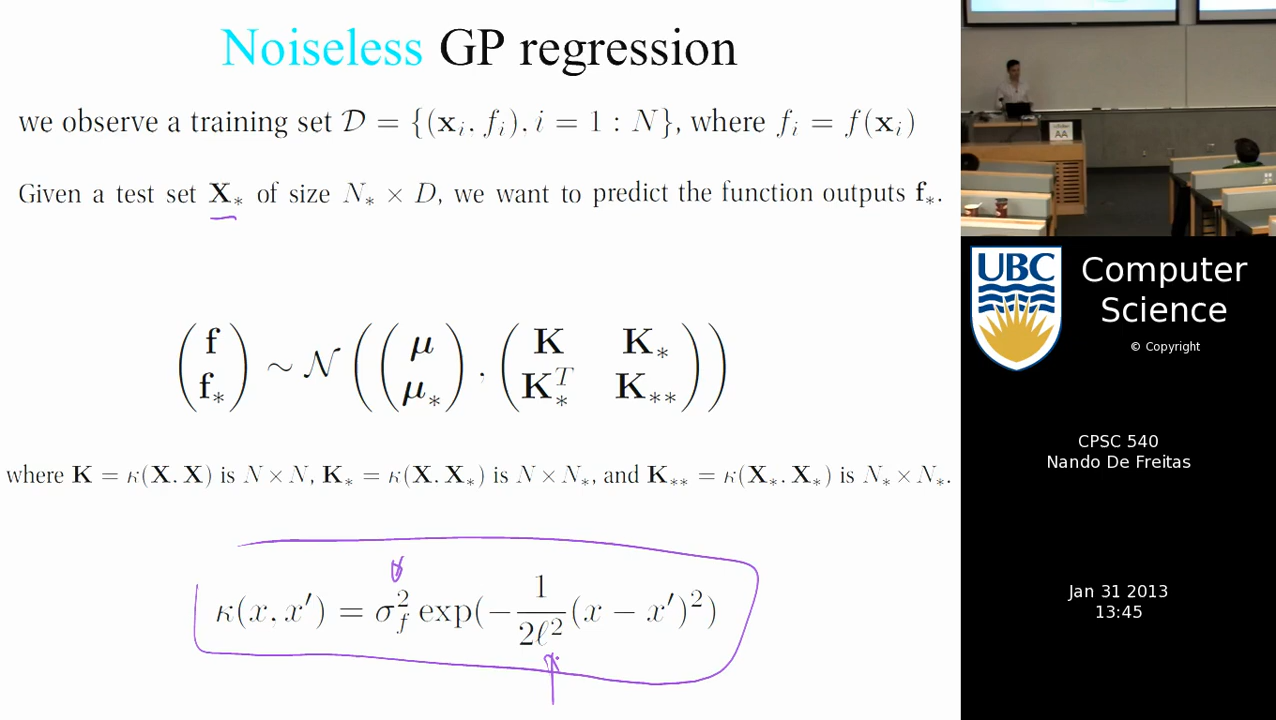 Noiseless GP regression
we observe a training set 𝒟 = {(𝐱ᵢ, fᵢ), i = 1 : N}, where fᵢ = f(𝐱ᵢ)
Given a test set 𝐗∗ of size N∗ × D, we want to predict the function outputs 𝐟∗.
(𝐟 𝐟∗) ∼ 𝒩 ((𝝁 𝝁∗), (𝐊 𝐊∗ 𝐊∗ᵀ 𝐊∗∗))
where 𝐊 = κ(𝐗, 𝐗) is N × N, 𝐊∗ = κ(𝐗, 𝐗∗) is N × N∗, and 𝐊∗∗ = κ(𝐗∗, 𝐗∗) is N∗ × N∗.
κ(x, x′) = σ_f² exp(−1/(2ℓ²) (x − x′)²)
AA
UBC
Computer
Science
© Copyright
CPSC 540
Nando De Freitas
Jan 31 2013
13:45